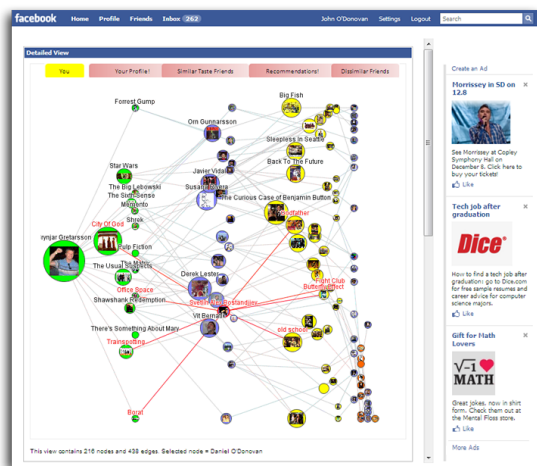 facebook Home Profile Friends Inbox 262 John O'Donovan Settings Logout Search
Detailed View
You Your Profile! Similar Taste Friends Recommendations! Dissimilar Friends
Forrest Gump
Big Fish
Orn Gunnarsson
Sleepless In Seattle
Star Wars
Javier Vidal
Back To The Future
The Big Lebowski
The Sixth Sense
Memento
Curious Case of Benjamin Button
Shrek
godfather
City Of God
Pulp Fiction
The Usual
Derek Lester
Fight Club
Office Space
Shawshank Redemption
Vit Bernat
old school
There's Something About Mary
Trainspotting
Borat
This view contains 216 nodes and 438 edges. Selected node = Daniel O'Donovan
Create an Ad
Morrissey in SD on
12.8
See Morrissey at Copley
Symphony Hall on
December 8. Click here to
buy your tickets!
Like
Tech job after
graduation
Dice
How to find a tech job after
graduation: go to Dice.com
for free sample resumes and
career advice for computer
science majors.
Like
Gift for Math
Lovers
√-1
MATH
Great jokes, now in shirt
form. Check them out at
the Mental Floss store.
Like
More Ads